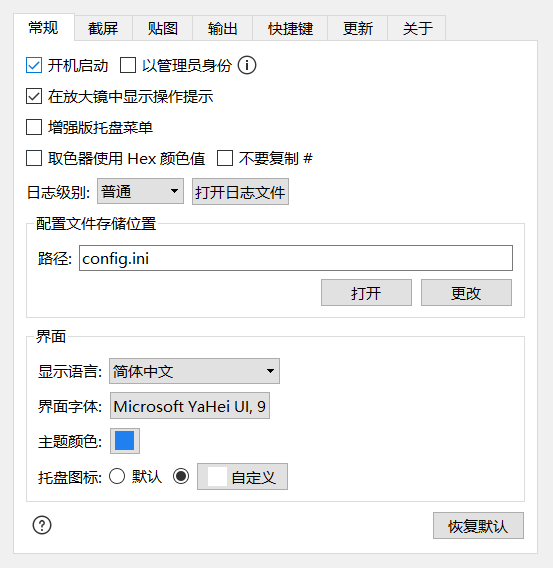 常规 截屏 贴图 输出 快捷键 更新 关于
开机启动 以管理员身份
在放大镜中显示操作提示
增强版托盘菜单
取色器使用 Hex 颜色值 不要复制 #
日志级别: 普通 打开日志文件
配置文件存储位置
路径: config.ini
打开 更改
界面
显示语言: 简体中文
界面字体: Microsoft YaHei UI, 9
主题颜色:
托盘图标: 默认 自定义
恢复默认